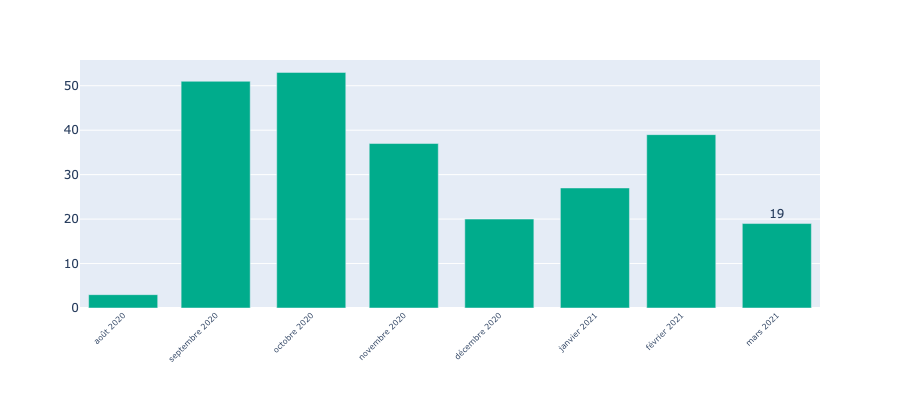 50
40
30
20
10
0
19
août 2020
septembre 2020
octobre 2020
novembre 2020
décembre 2020
janvier 2021
février 2021
mars 2021